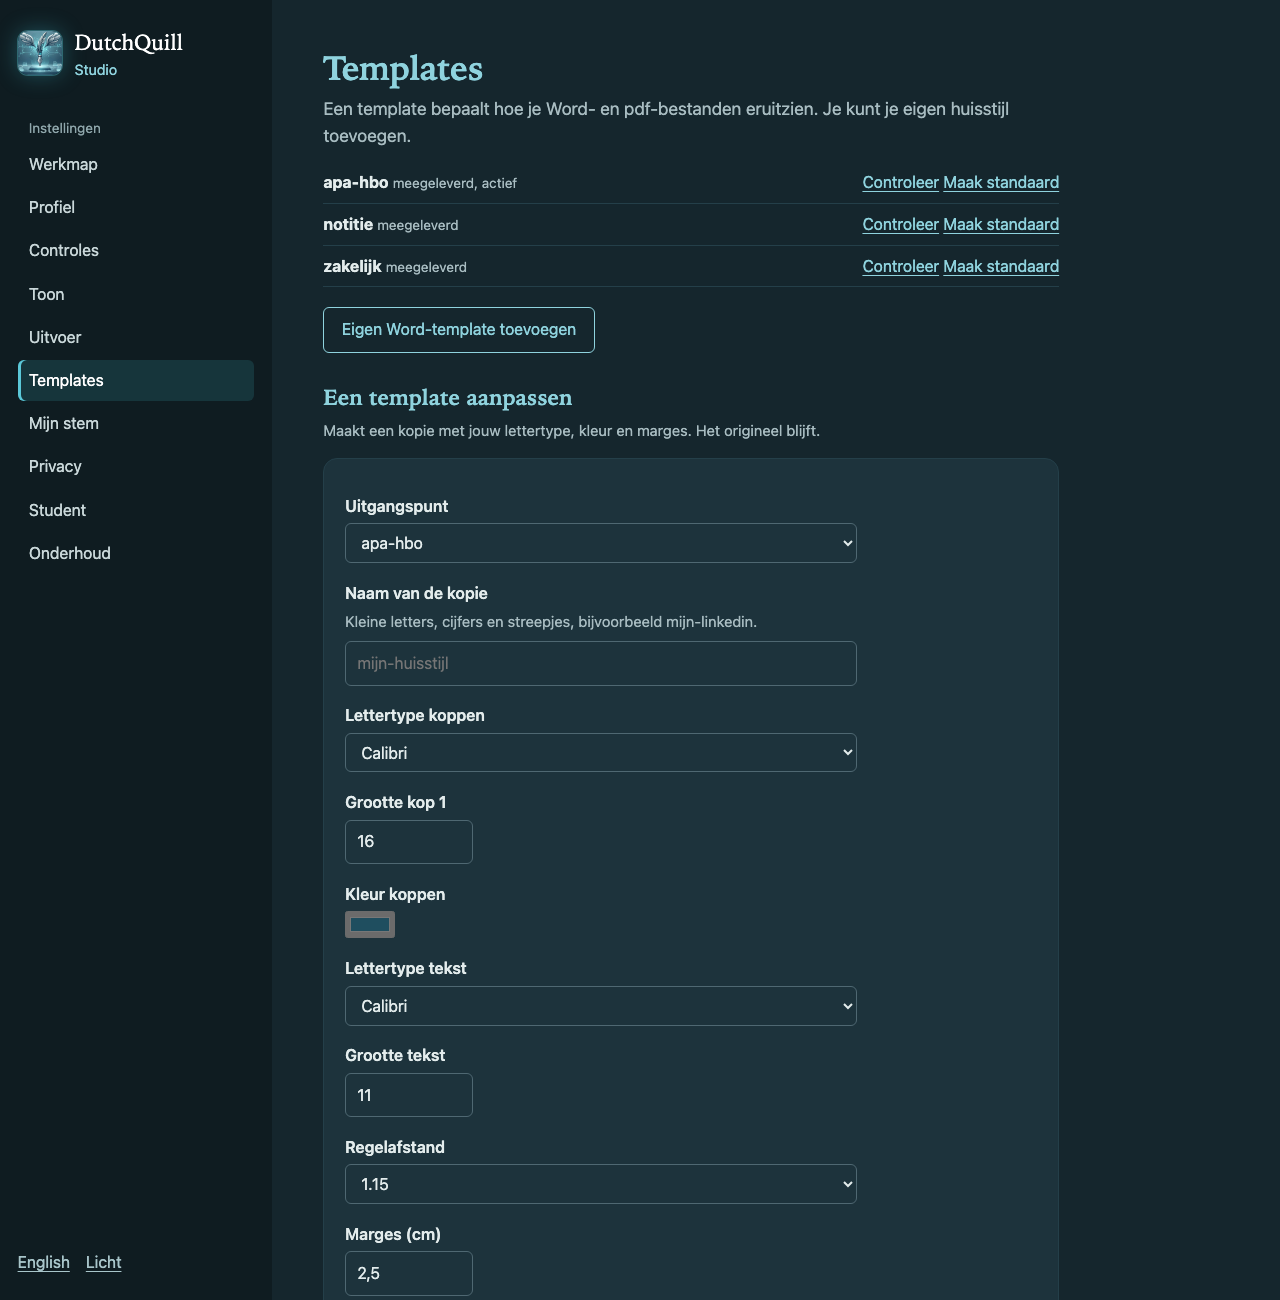 DutchQuill
Studio
Instellingen
Werkmap
Profiel
Controles
Toon
Uitvoer
Templates
Mijn stem
Privacy
Student
Onderhoud
English Licht
Templates
Een template bepaalt hoe je Word- en pdf-bestanden eruitzien. Je kunt je eigen huisstijl
toevoegen.
apa-hbo meegeleverd, actief Controleer Maak standaard
notitie meegeleverd Controleer Maak standaard
zakelijk meegeleverd Controleer Maak standaard
Eigen Word-template toevoegen
Een template aanpassen
Maakt een kopie met jouw lettertype, kleur en marges. Het origineel blijft.
Uitgangspunt
apa-hbo
Naam van de kopie
Kleine letters, cijfers en streepjes, bijvoorbeeld mijn-linkedin.
mijn-huisstijl
Lettertype koppen
Calibri
Grootte kop 1
16
Kleur koppen
Lettertype tekst
Calibri
Grootte tekst
11
Regelafstand
1.15
Marges (cm)
2,5